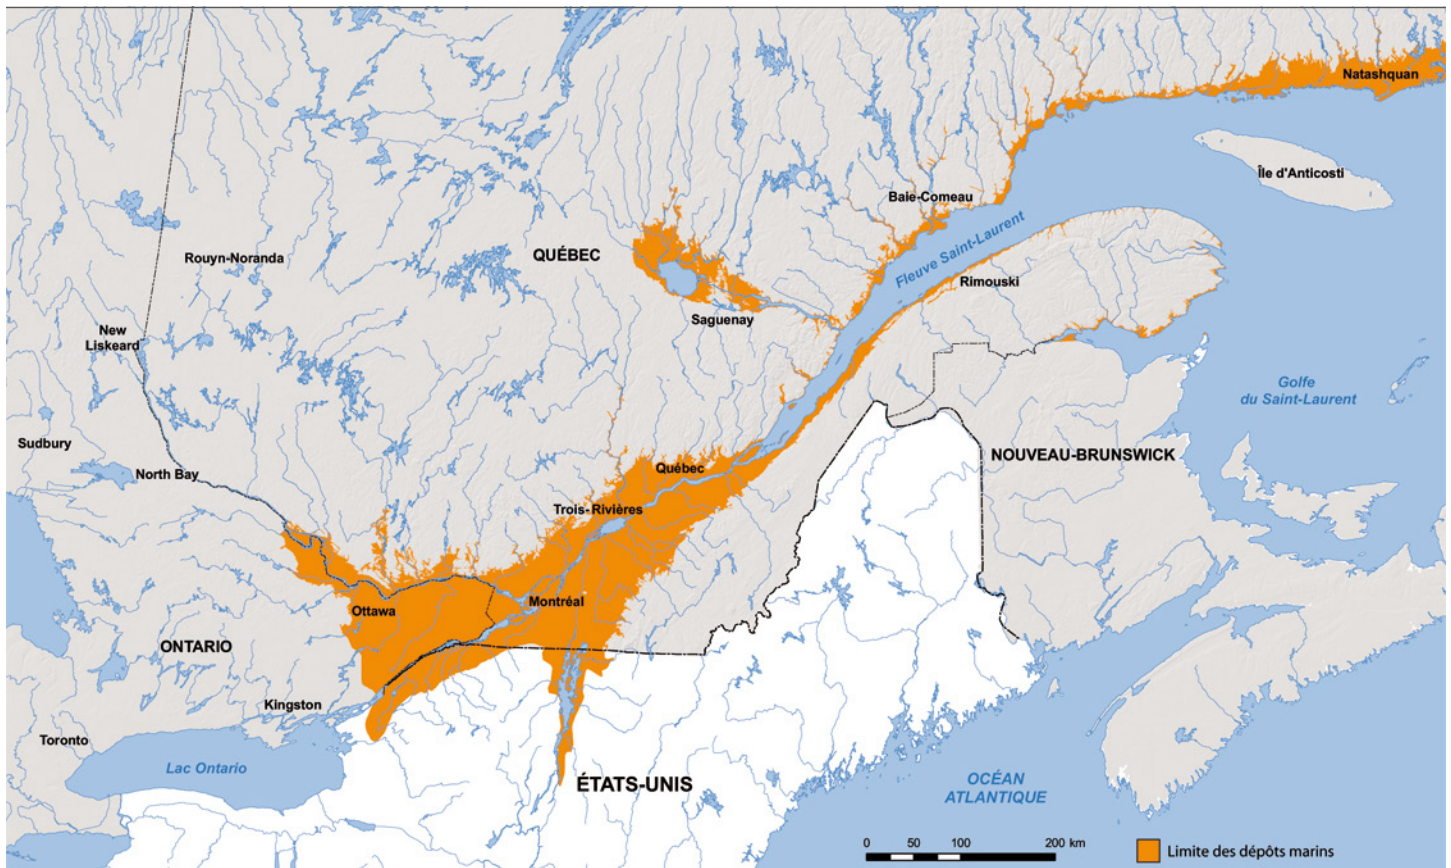 Natashquan
Île d'Anticosti
Baie-Comeau
Fleuve Saint-Laurent
QUÉBEC
Rouyn-Noranda
Rimouski
Saguenay
New
Liskeard
Golfe
du Saint-Laurent
Sudbury
North Bay
Québec
NOUVEAU-BRUNSWICK
Trois-Rivières
Montréal
Ottawa
ONTARIO
Kingston
Toronto
Lac Ontario
ÉTATS-UNIS
OCÉAN
ATLANTIQUE
0 50 100 200 km
Limite des dépôts marins